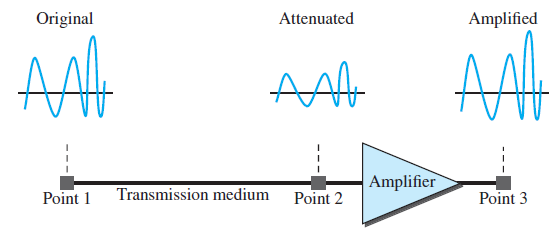 Original
Attenuated
Amplified
Amplifier
Point 1
Transmission medium
Point 2
Point 3